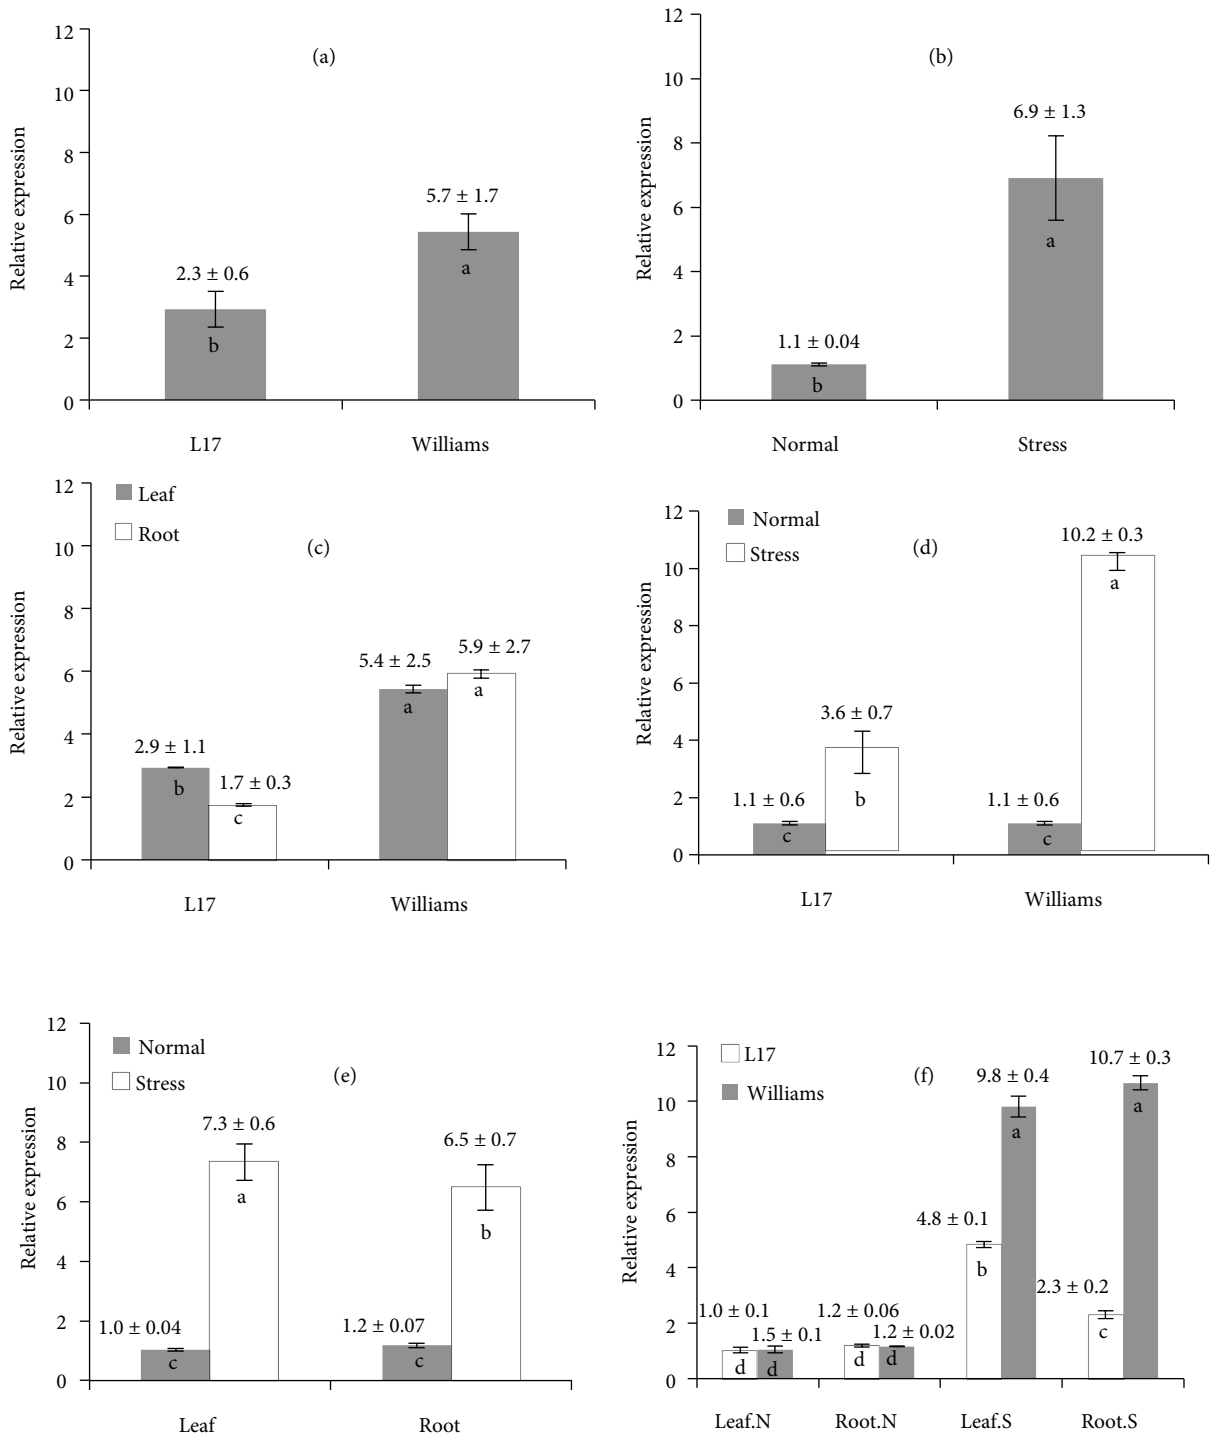 (a)
Relative expression
12
10
8
6
4
2
0
2.3 ± 0.6
b
5.7 ± 1.7
a
L17
Williams
(b)
Relative expression
12
10
8
6
4
2
0
1.1 ± 0.04
b
6.9 ± 1.3
a
Normal
Stress
(c)
Leaf
Root
Relative expression
12
10
8
6
4
2
0
2.9 ± 1.1
b
1.7 ± 0.3
c
5.4 ± 2.5
a
5.9 ± 2.7
a
L17
Williams
(d)
Normal
Stress
Relative expression
12
10
8
6
4
2
0
1.1 ± 0.6
c
3.6 ± 0.7
b
1.1 ± 0.6
c
10.2 ± 0.3
a
L17
Williams
(e)
Normal
Stress
Relative expression
12
10
8
6
4
2
0
1.0 ± 0.04
c
7.3 ± 0.6
a
1.2 ± 0.07
c
6.5 ± 0.7
b
Leaf
Root
(f)
L17
Williams
Relative expression
12
10
8
6
4
2
0
1.0 ± 0.1
d
1.5 ± 0.1
d
1.2 ± 0.06
d
1.2 ± 0.02
d
4.8 ± 0.1
b
9.8 ± 0.4
a
2.3 ± 0.2
c
10.7 ± 0.3
a
Leaf.N
Root.N
Leaf.S
Root.S